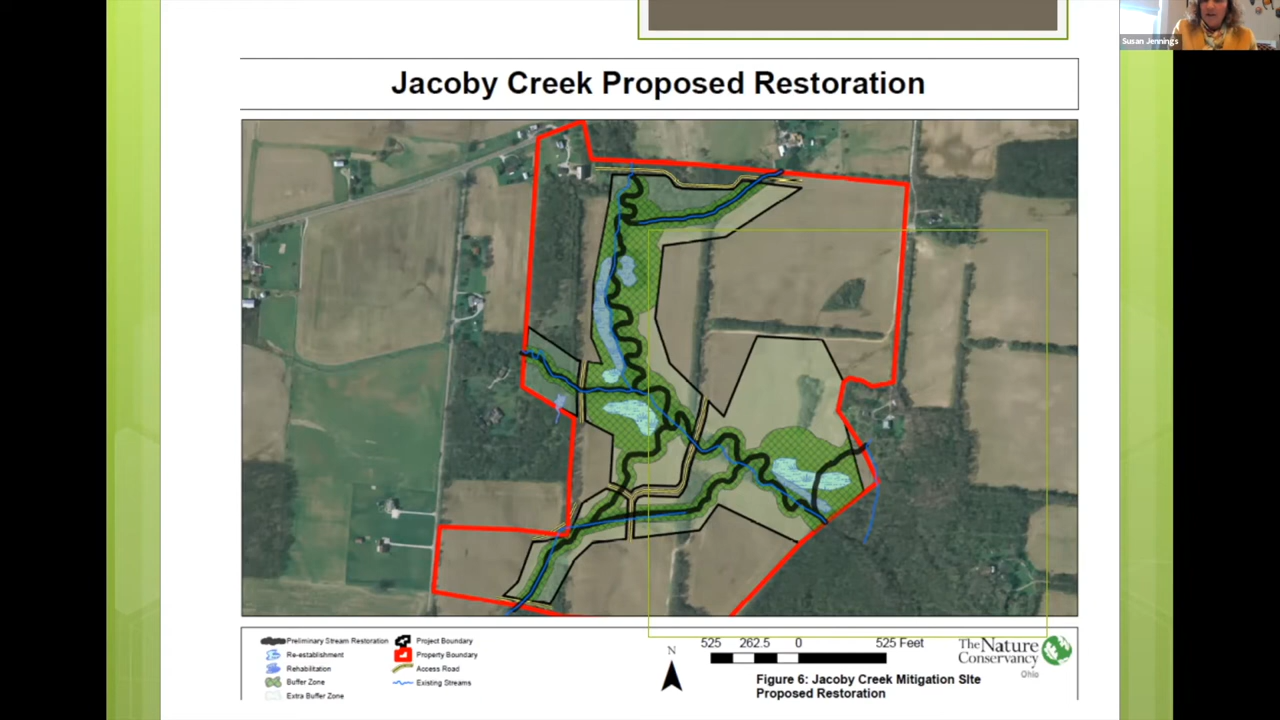 Susan Jennings
Jacoby Creek Proposed Restoration
Preliminary Stream Restoration
Re-establishment
Rehabilitation
Buffer Zone
Extra Buffer Zone
Project Boundary
Property Boundary
Access Road
Existing Streams
N
525 262.5 0 525 Feet
Figure 6: Jacoby Creek Mitigation SIte
Proposed Restoration
The Nature
Conservancy
Ohio